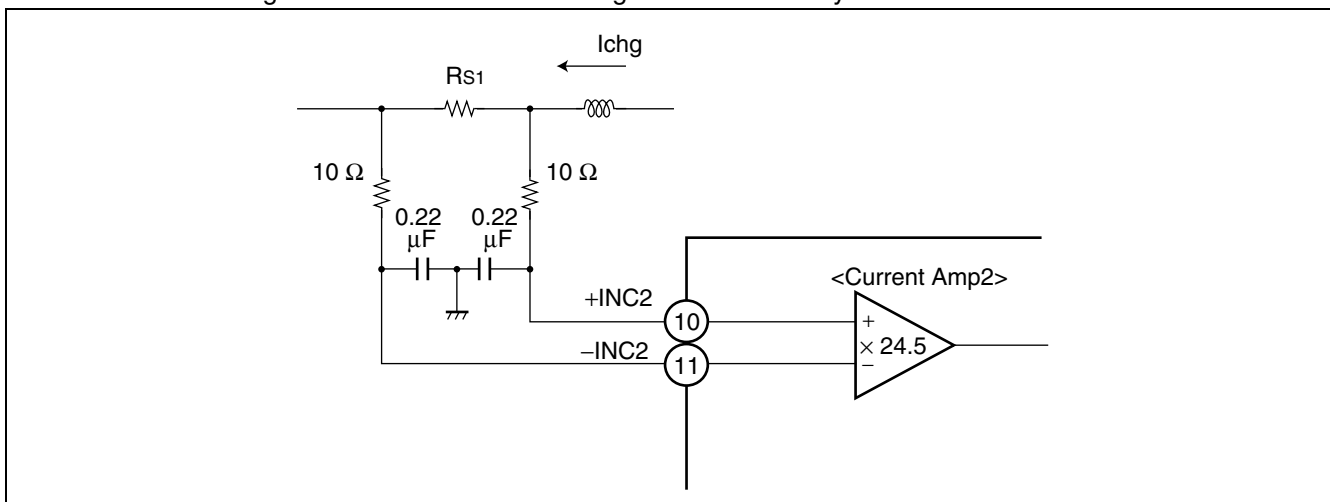 Ichg
RS1
10 Ω
10 Ω
0.22
μF
0.22
μF
<Current Amp2>
+INC2
10
+
× 24.5
−INC2
11
−